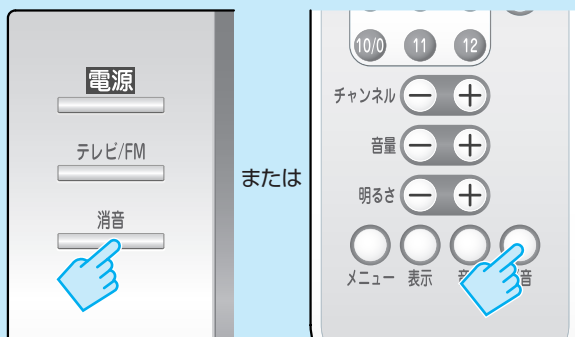 電源
テレビ/FM
消音
または
10/0 11 12
チャンネル － ＋
音量 － ＋
明るさ － ＋
メニュー 表示 音